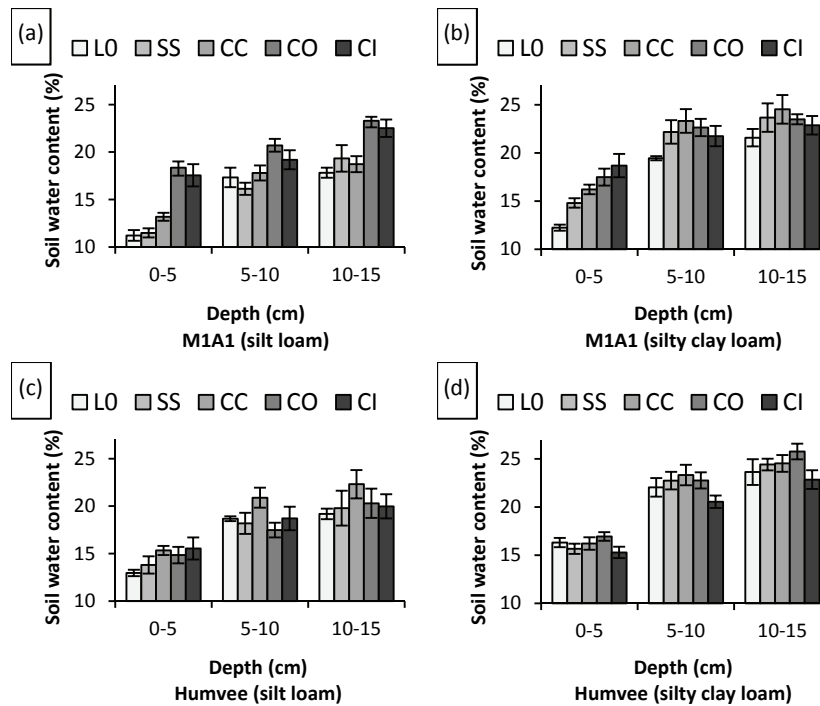 (a)
L0 SS CC CO CI
Soil water content (%)
25
20
15
10
0-5 5-10 10-15
Depth (cm)
M1A1 (silt loam)
(b)
L0 SS CC CO CI
Soil water content (%)
25
20
15
10
0-5 5-10 10-15
Depth (cm)
M1A1 (silty clay loam)
(c)
L0 SS CC CO CI
Soil water content (%)
25
20
15
10
0-5 5-10 10-15
Depth (cm)
Humvee (silt loam)
(d)
L0 SS CC CO CI
Soil water content (%)
25
20
15
10
0-5 5-10 10-15
Depth (cm)
Humvee (silty clay loam)